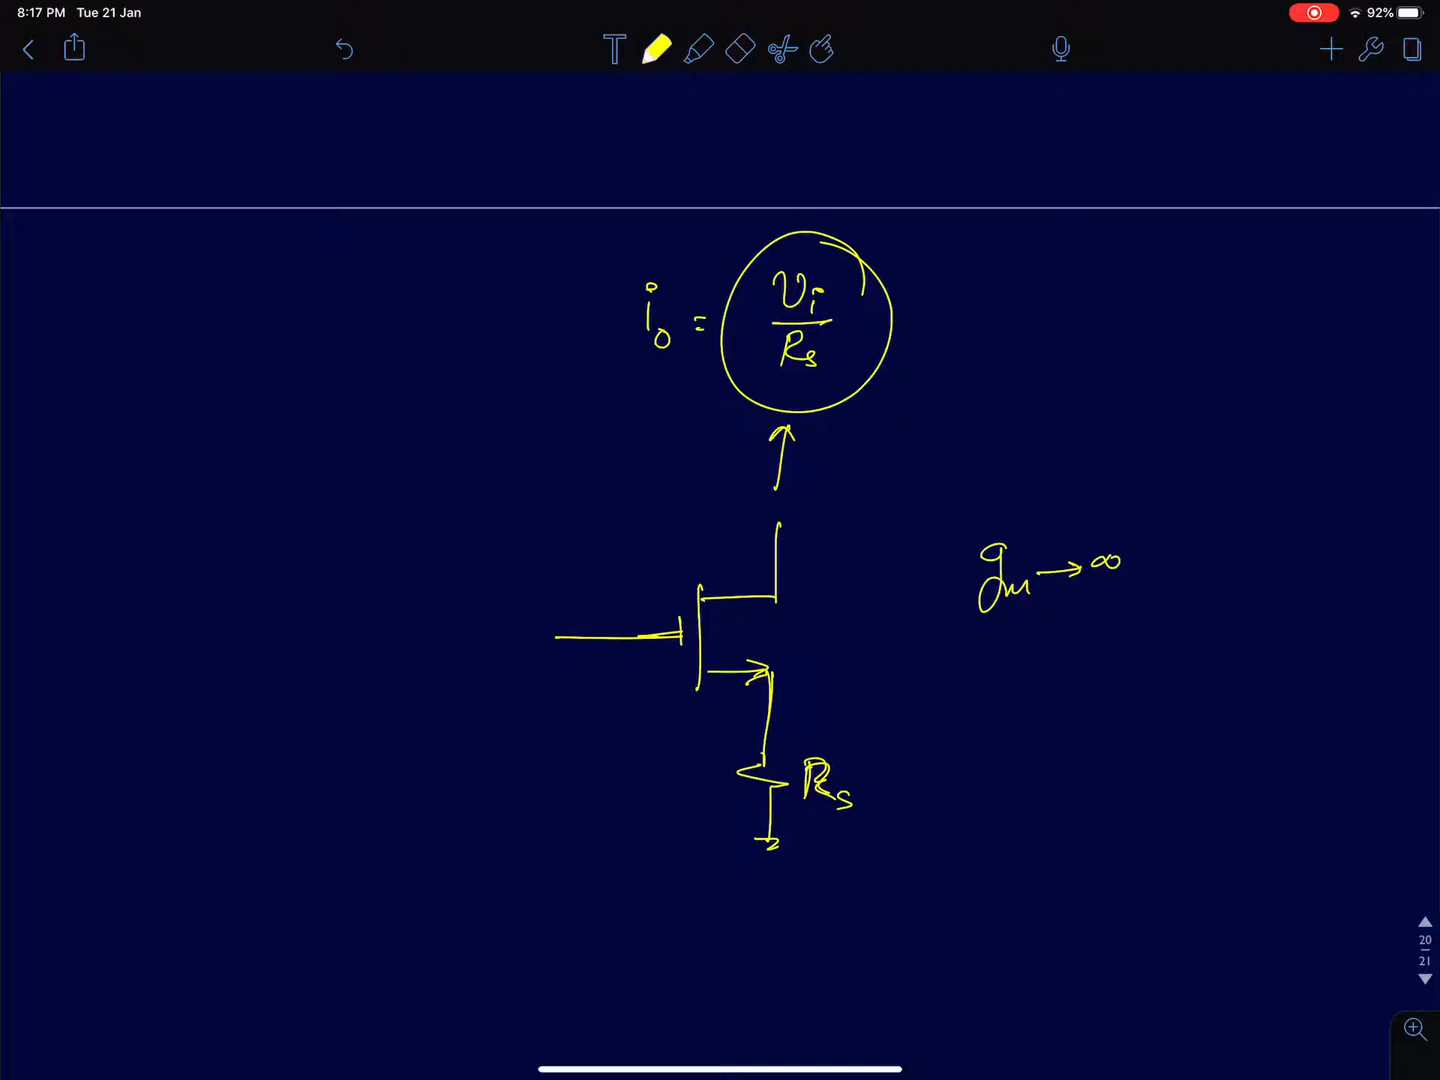 8:17 PM Tue 21 Jan
92%
T
i₀ = vᵢ / Rₛ
gₘ → ∞
Rₛ
20
21